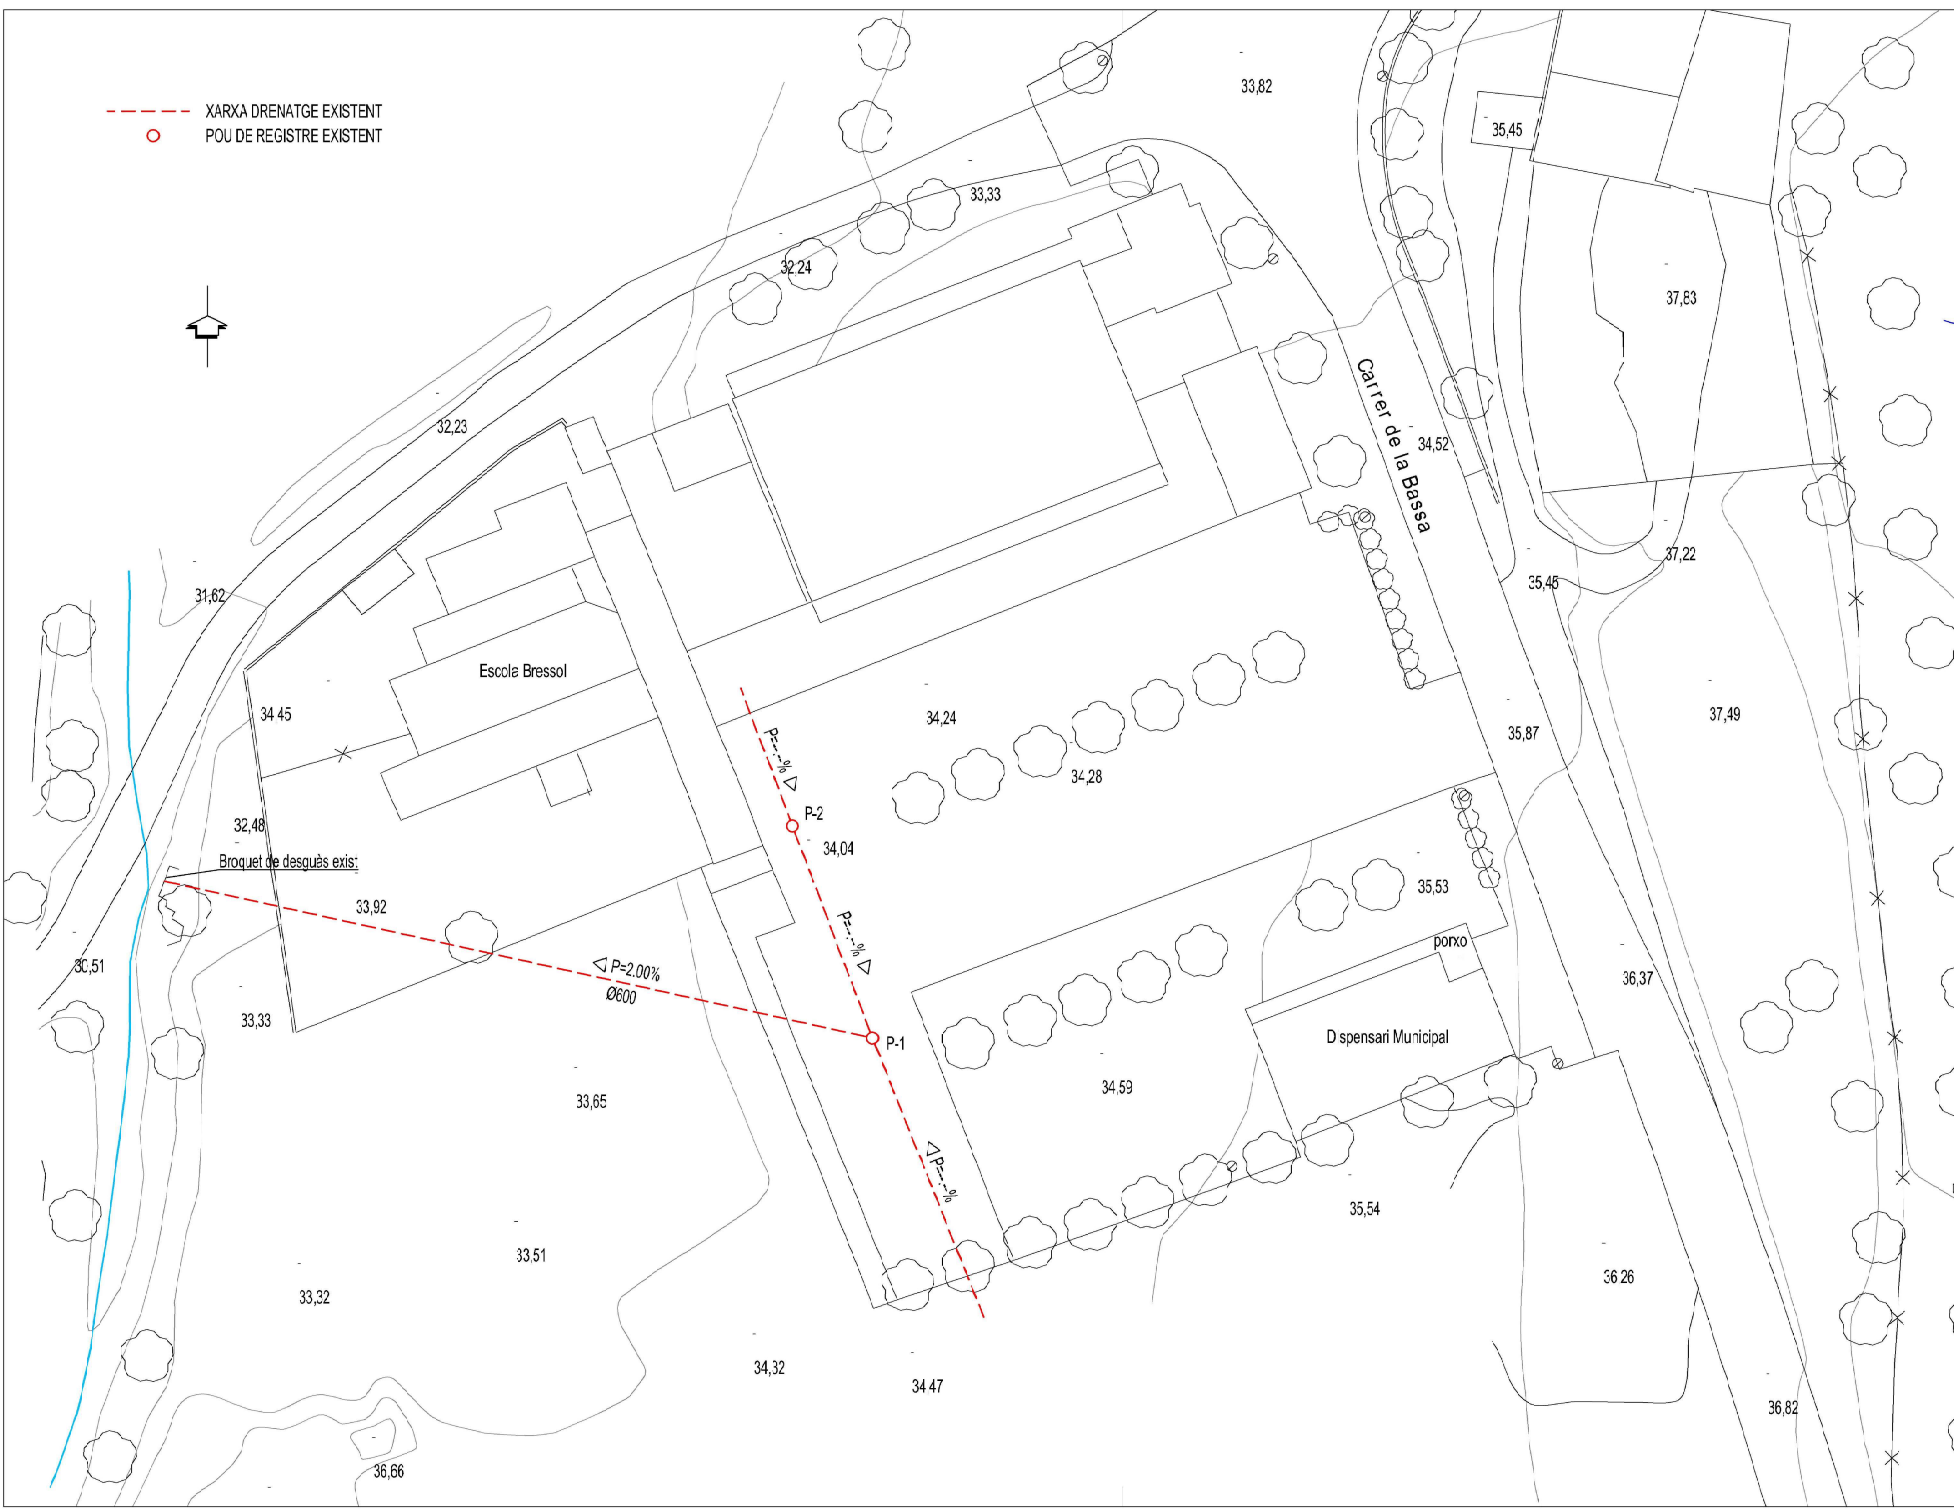 XARXA DRENATGE EXISTENT
POU DE REGISTRE EXISTENT
33,82
35,45
33,33
32,24
37,83
32,23
Carrer de la Bassa
34,52
37,22
35,45
31,62
Escola Bressol
34,45
34,24
37,49
35,87
P=-.--%
34,28
P-2
32,48
34,04
Broquet de desguàs exist.
35,53
33,92
P=-.--%
porxo
30,51
P=2.00%
36,37
Ø600
33,33
P-1
Dispensari Municipal
34,59
33,65
P=-.--%
35,54
33,51
36,26
33,32
34,32
34,47
36,82
36,66